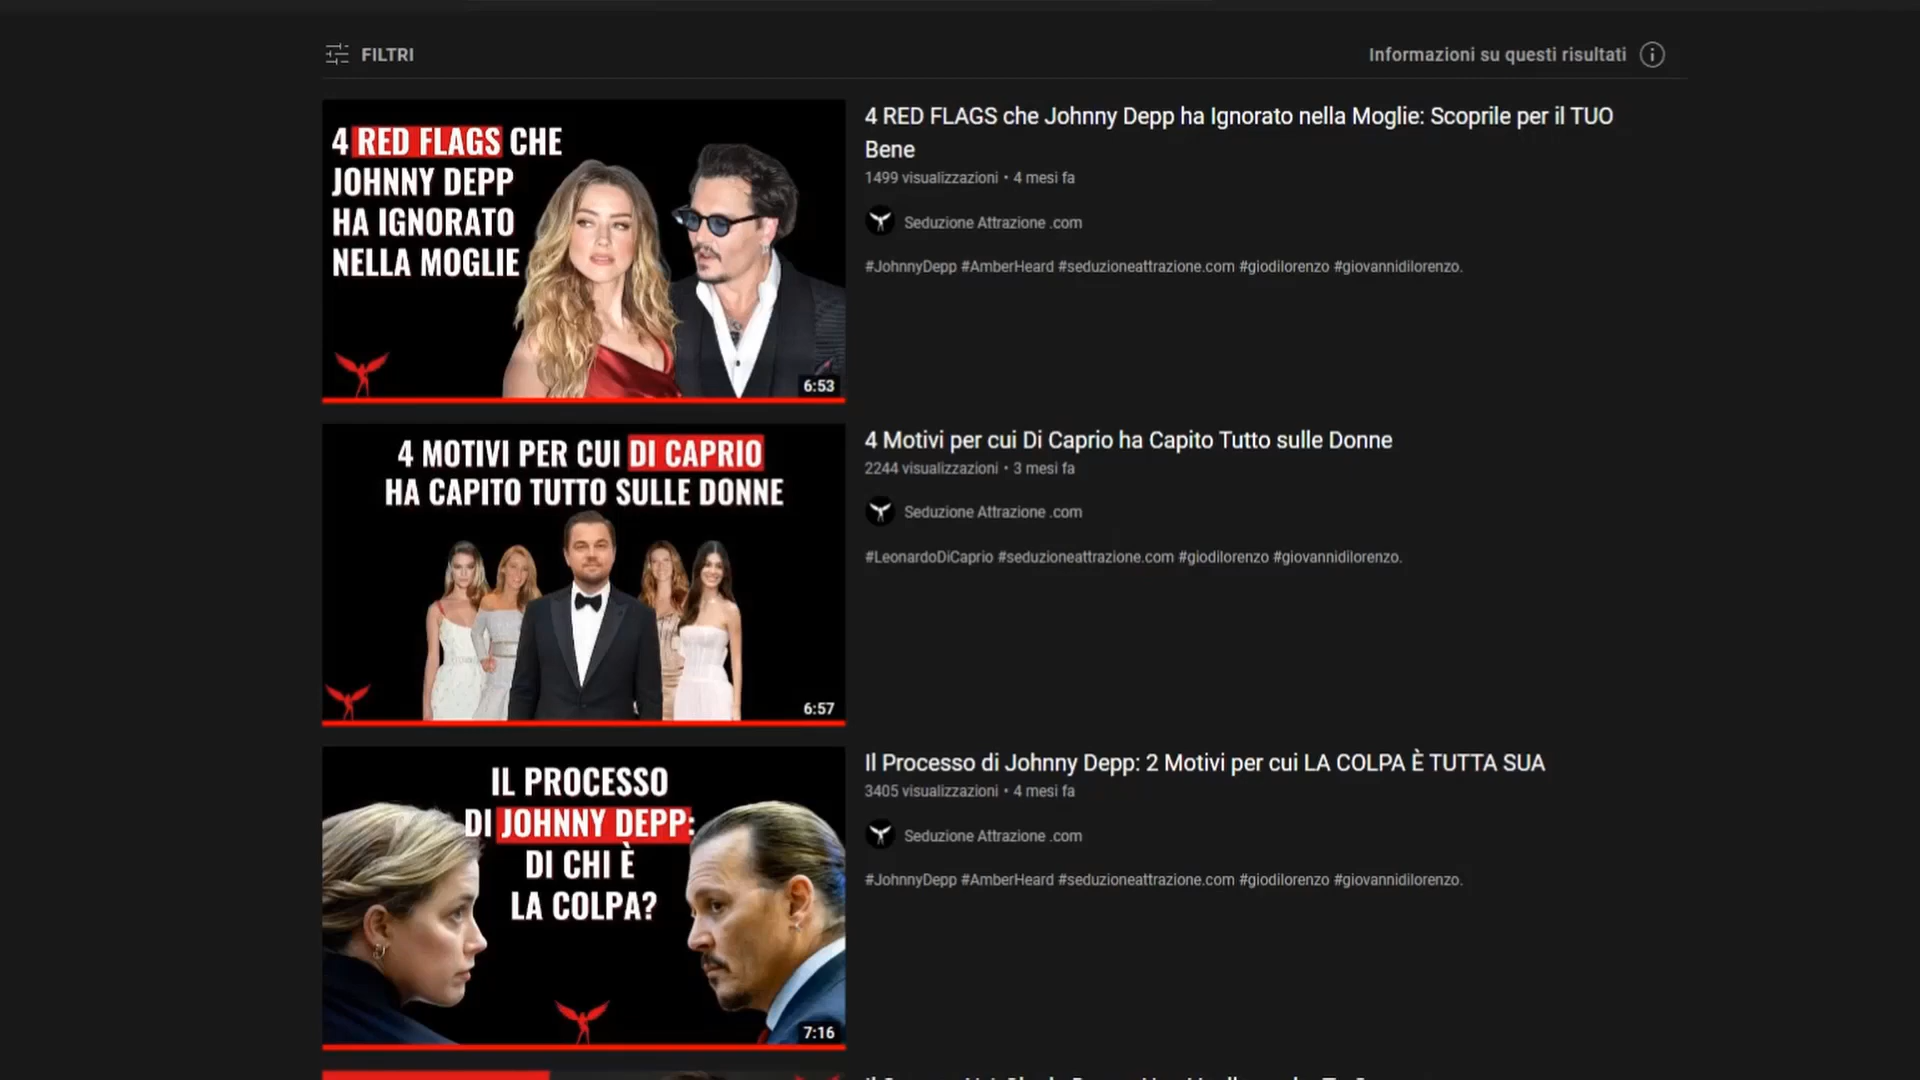 FILTRI
Informazioni su questi risultati
4 RED FLAGS CHE
JOHNNY DEPP
HA IGNORATO
NELLA MOGLIE
6:53
4 RED FLAGS che Johnny Depp ha Ignorato nella Moglie: Scoprile per il TUO
Bene
1499 visualizzazioni • 4 mesi fa
Seduzione Attrazione .com
#JohnnyDepp #AmberHeard #seduzioneattrazione.com #giodilorenzo #giovannidilorenzo.
4 MOTIVI PER CUI DI CAPRIO
HA CAPITO TUTTO SULLE DONNE
6:57
4 Motivi per cui Di Caprio ha Capito Tutto sulle Donne
2244 visualizzazioni • 3 mesi fa
Seduzione Attrazione .com
#LeonardoDiCaprio #seduzioneattrazione.com #giodilorenzo #giovannidilorenzo.
IL PROCESSO
DI JOHNNY DEPP:
DI CHI È
LA COLPA?
7:16
Il Processo di Johnny Depp: 2 Motivi per cui LA COLPA È TUTTA SUA
3405 visualizzazioni • 4 mesi fa
Seduzione Attrazione .com
#JohnnyDepp #AmberHeard #seduzioneattrazione.com #giodilorenzo #giovannidilorenzo.